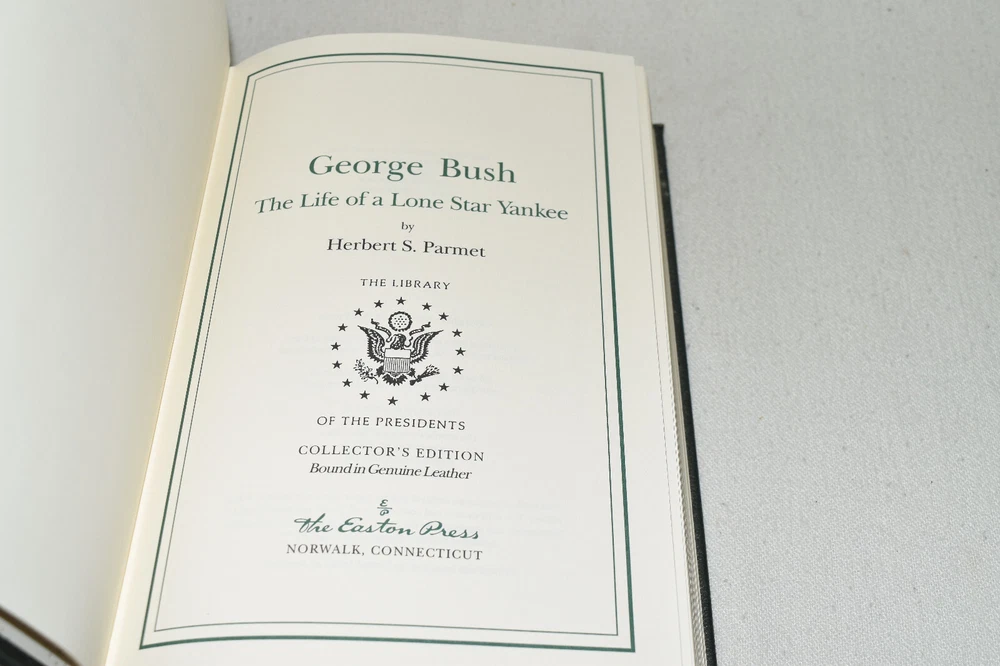 George Bush
The Life of a Lone Star Yankee
by
Herbert S. Parmet
THE LIBRARY
OF THE PRESIDENTS
COLLECTOR'S EDITION
Bound in Genuine Leather
E/P
the Easton Press
NORWALK, CONNECTICUT